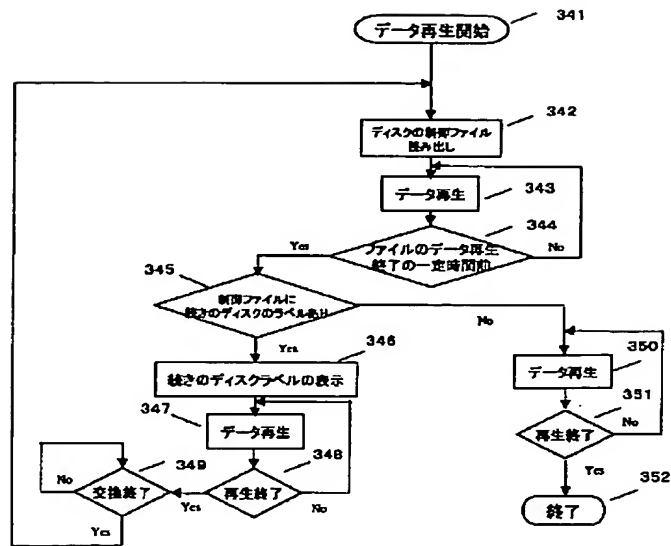 データ再生開始
341
ディスクの制御ファイル
読み出し
342
データ再生
343
ファイルのデータ再生
終了の一定時間前
344
Yes
No
345
制御ファイルに
続きのディスクのラベルあり
No
Yes
346
続きのディスクラベルの表示
347
データ再生
350
データ再生
351
再生終了
No
Yes
349
交換終了
No
Yes
348
再生終了
Yes
No
352
終了